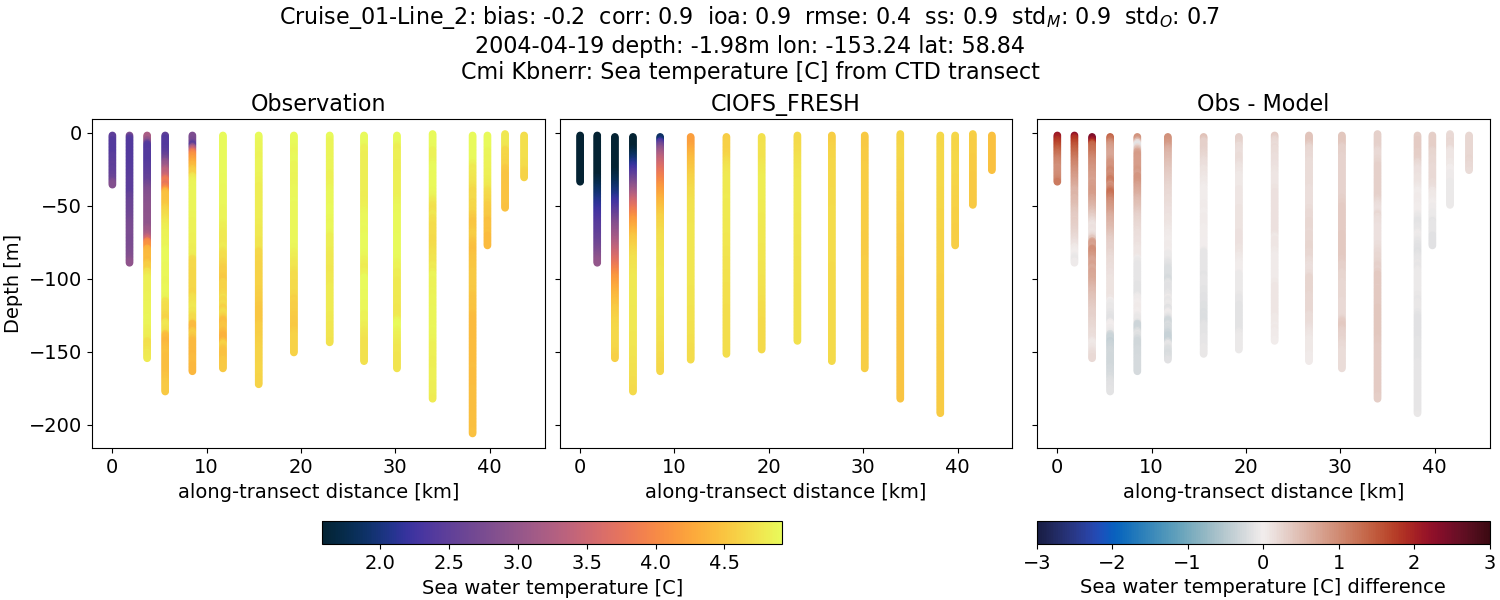 Cruise_01-Line_2: bias: -0.2 corr: 0.9 ioa: 0.9 rmse: 0.4 ss: 0.9 std_M: 0.9 std_O: 0.7
2004-04-19 depth: -1.98m lon: -153.24 lat: 58.84
Cmi Kbnerr: Sea temperature [C] from CTD transect
Observation
CIOFS_FRESH
Obs - Model
0
−50
−100
−150
−200
Depth [m]
0 10 20 30 40
0 10 20 30 40
0 10 20 30 40
along-transect distance [km]
along-transect distance [km]
along-transect distance [km]
2.0 2.5 3.0 3.5 4.0 4.5
Sea water temperature [C]
−3 −2 −1 0 1 2 3
Sea water temperature [C] difference